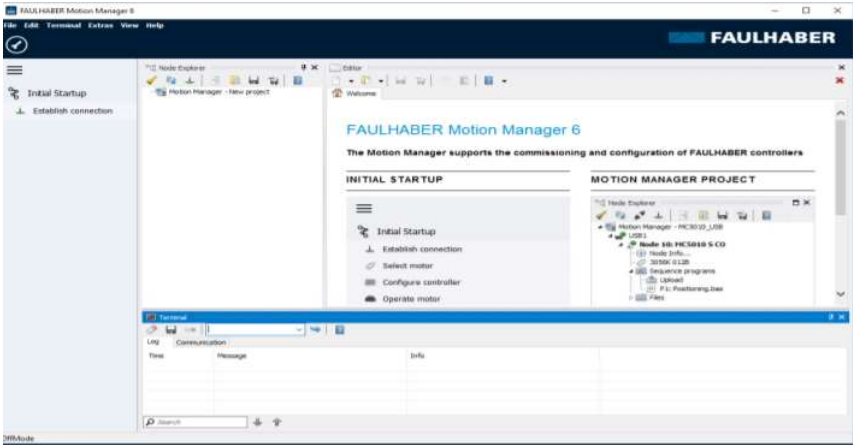 FAULHABER Motion Manager 6
File Edit Terminal Extras View Help
FAULHABER
Initial Startup
Establish connection
Node Explorer
Motion Manager - New project
Editor
Welcome
FAULHABER Motion Manager 6
The Motion Manager supports the commissioning and configuration of FAULHABER controllers
INITIAL STARTUP
Initial Startup
Establish connection
Select motor
Configure controller
Operate motor
MOTION MANAGER PROJECT
Node Explorer
Motion Manager - MC5010_USB
USB1
Node 10: MC5010 S CO
Node Info...
3056K 012B
Sequence programs
Upload
F1: Positioning.bas
Files
Terminal
Log Communication
Time Message Info
Search
OffMode